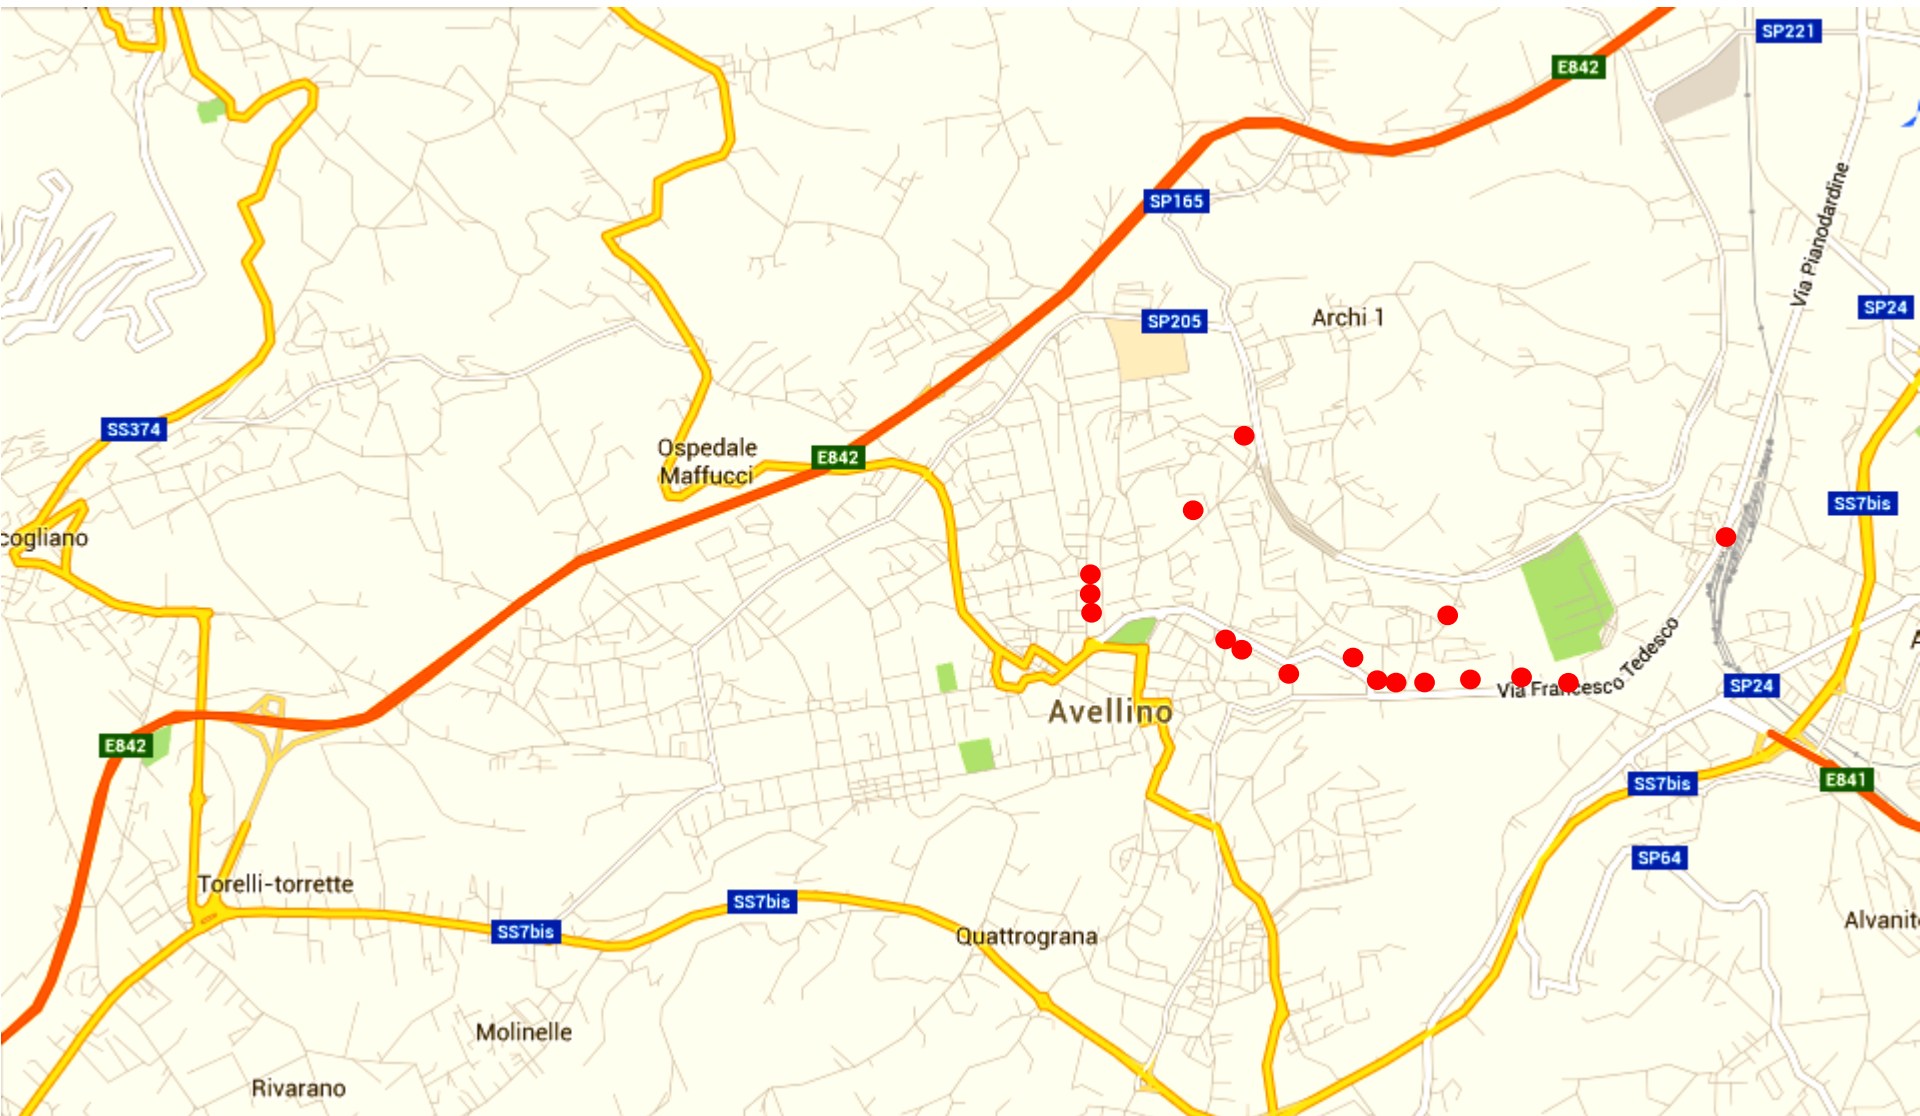 SP221
E842
Via Pianodardine
SP165
SP24
SP205
Archi 1
SS374
Ospedale
Maffucci
E842
SS7bis
cogliano
Via Francesco Tedesco
SP24
Avellino
E842
E841
SS7bis
SP64
Torelli-torrette
SS7bis
SS7bis
Quattrograna
Alvanit
Molinelle
Rivarano